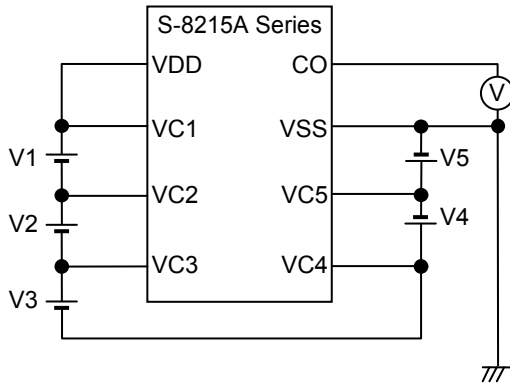 S-8215A Series
VDD
CO
V
VC1
VSS
V1
V5
VC2
VC5
V2
V4
VC3
VC4
V3